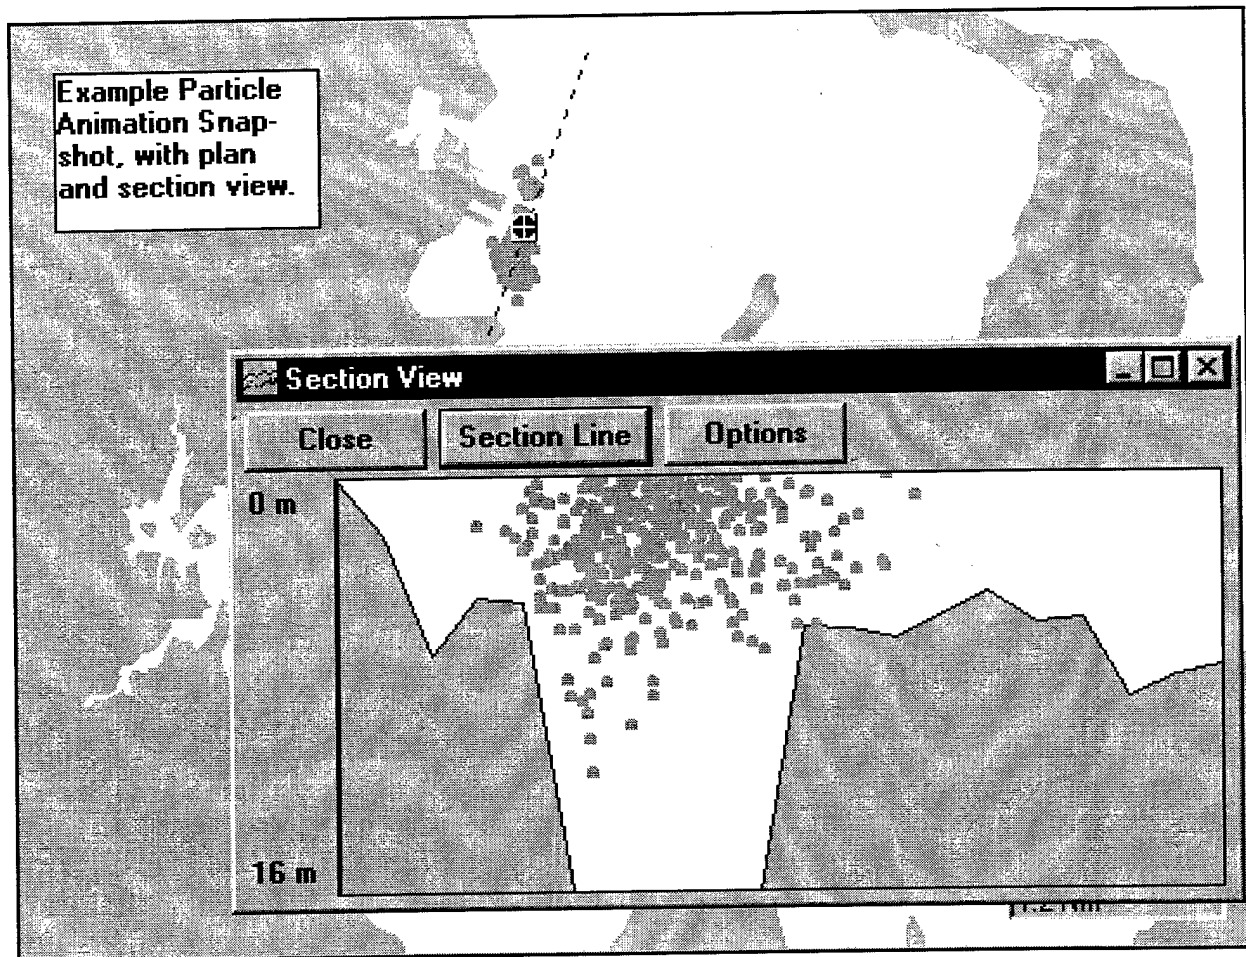 Example Particle
Animation Snap-
shot, with plan
and section view.
Section View
Close
Section Line
Options
0 m
16 m